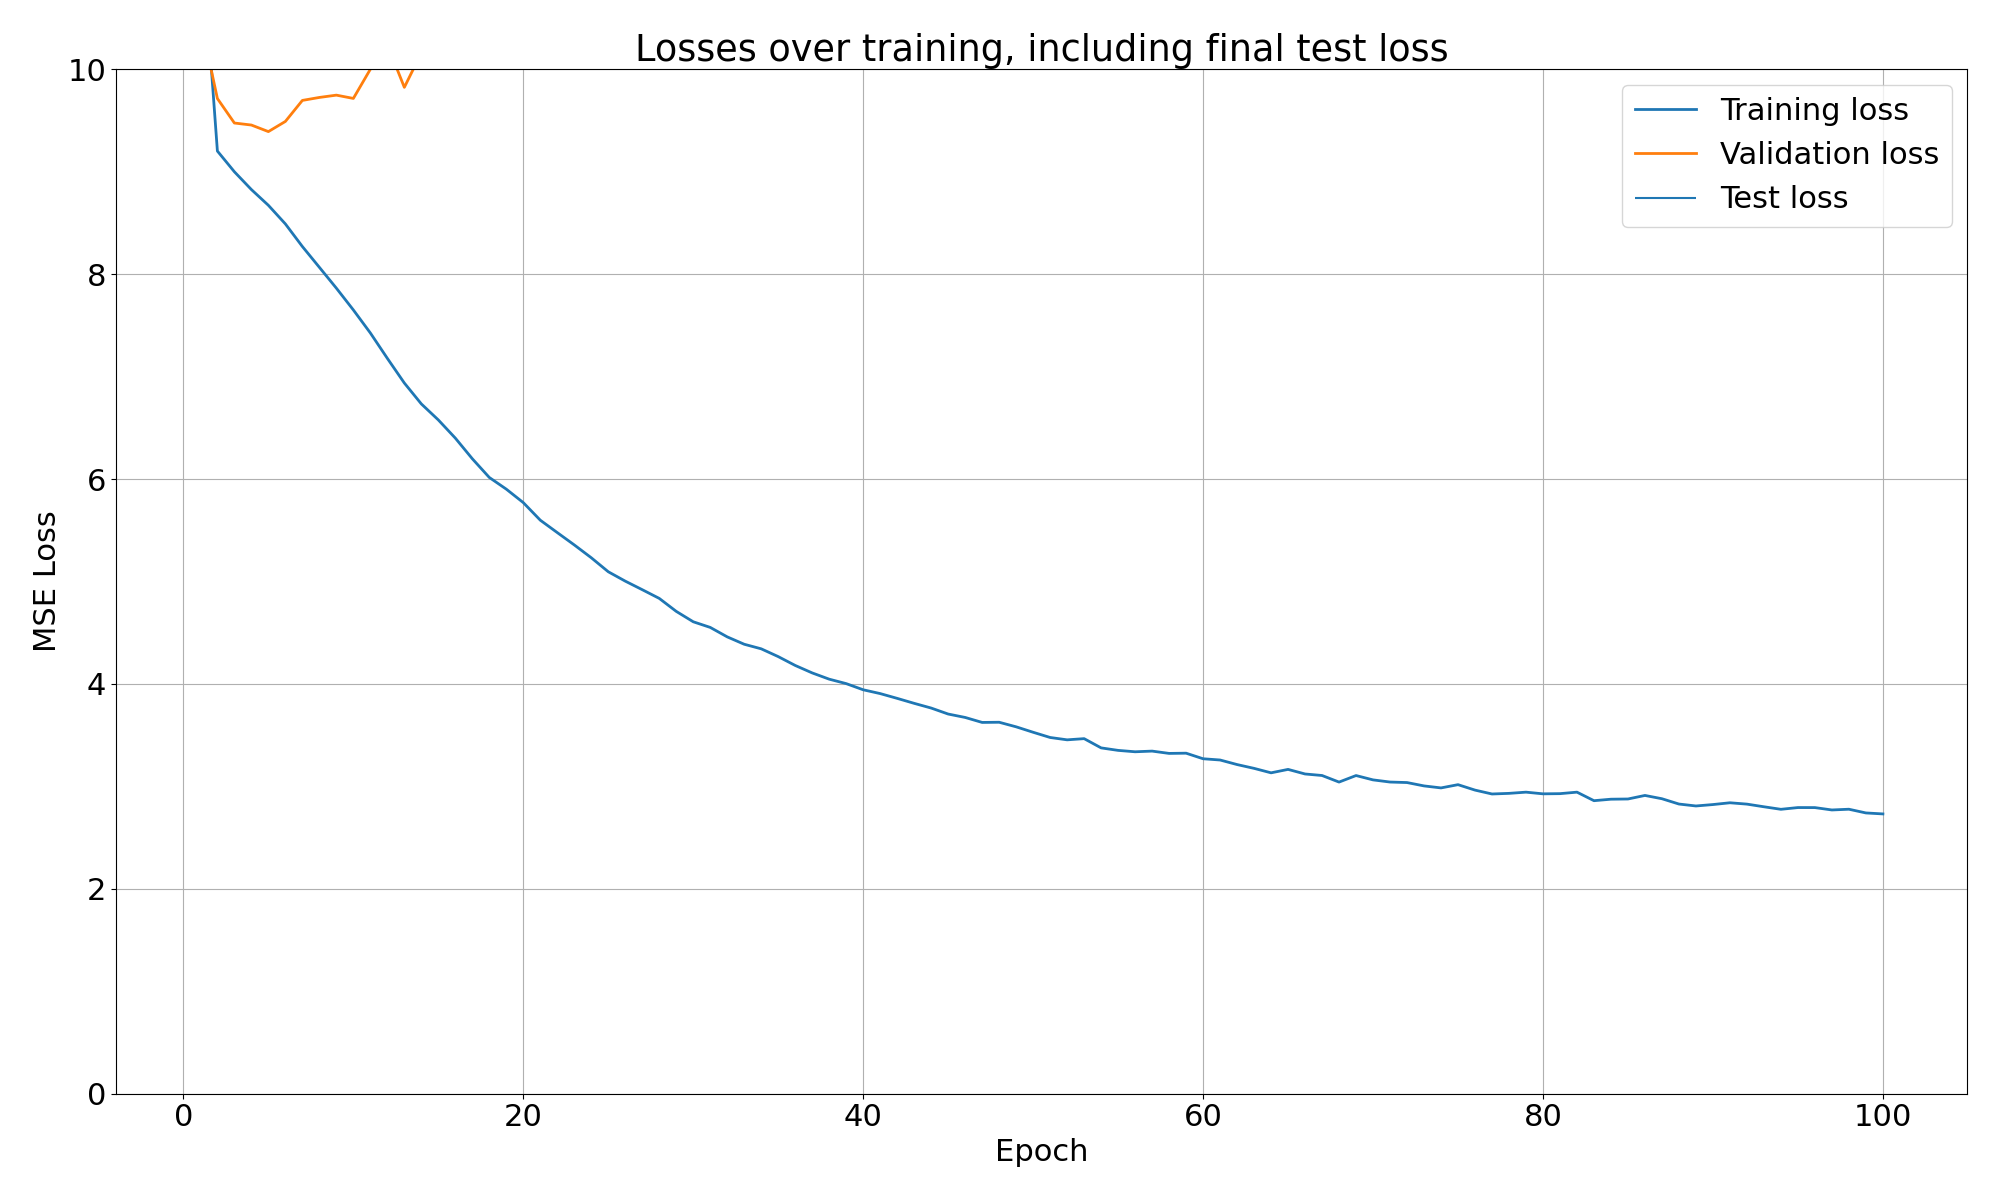 Losses over training, including final test loss
10
8
6
4
2
0
MSE Loss
Training loss
Validation loss
Test loss
0 20 40 60 80 100
Epoch